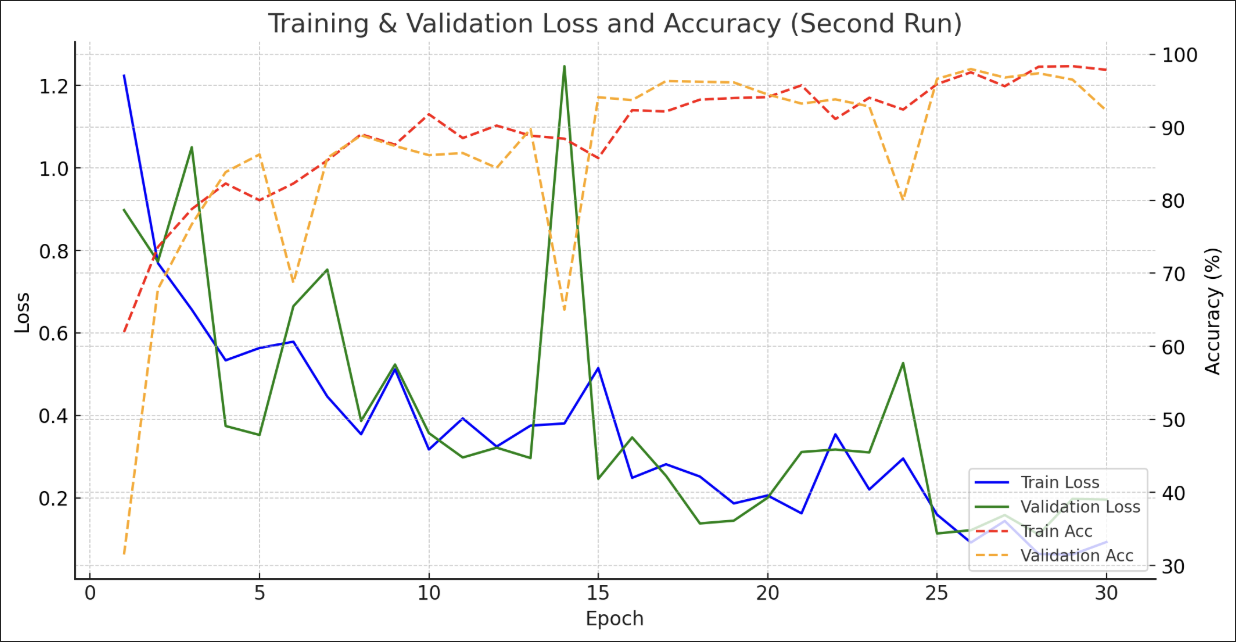 Training & Validation Loss and Accuracy (Second Run)
Loss
1.2
1.0
0.8
0.6
0.4
0.2
100
90
80
70
60
50
40
30
Accuracy (%)
Train Loss
Validation Loss
Train Acc
Validation Acc
0 5 10 15 20 25 30
Epoch